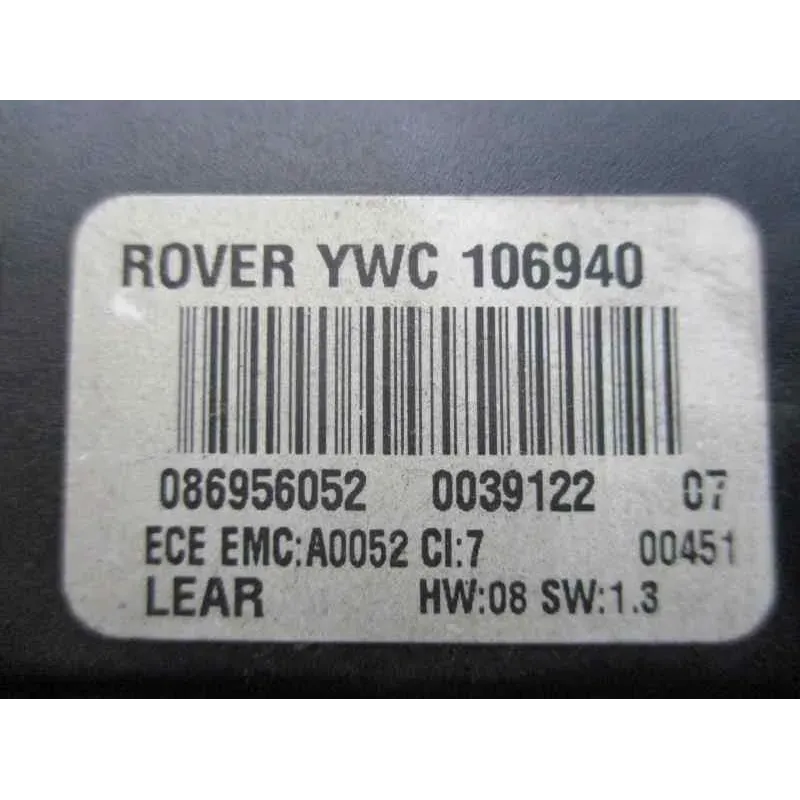 ROVER YWC 106940
086956052 0039122 07
ECE EMC:A0052 CI:7 00451
LEAR HW:08 SW:1.3